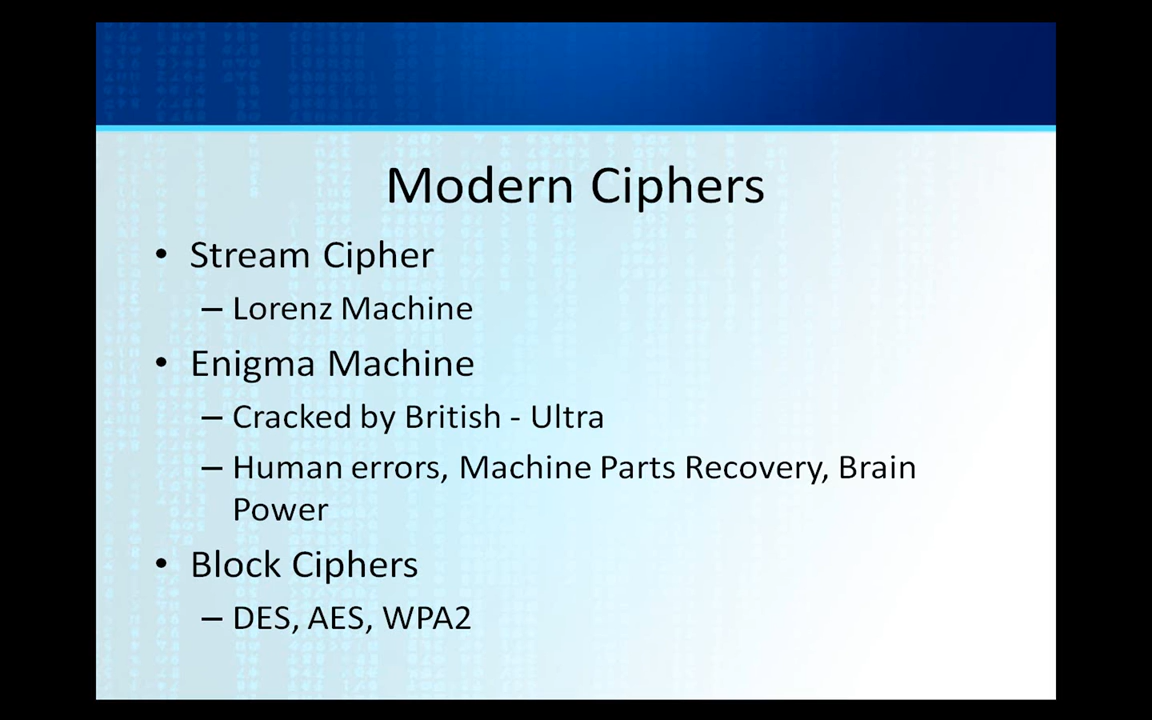 Modern Ciphers
• Stream Cipher
– Lorenz Machine
• Enigma Machine
– Cracked by British - Ultra
– Human errors, Machine Parts Recovery, Brain
Power
• Block Ciphers
– DES, AES, WPA2